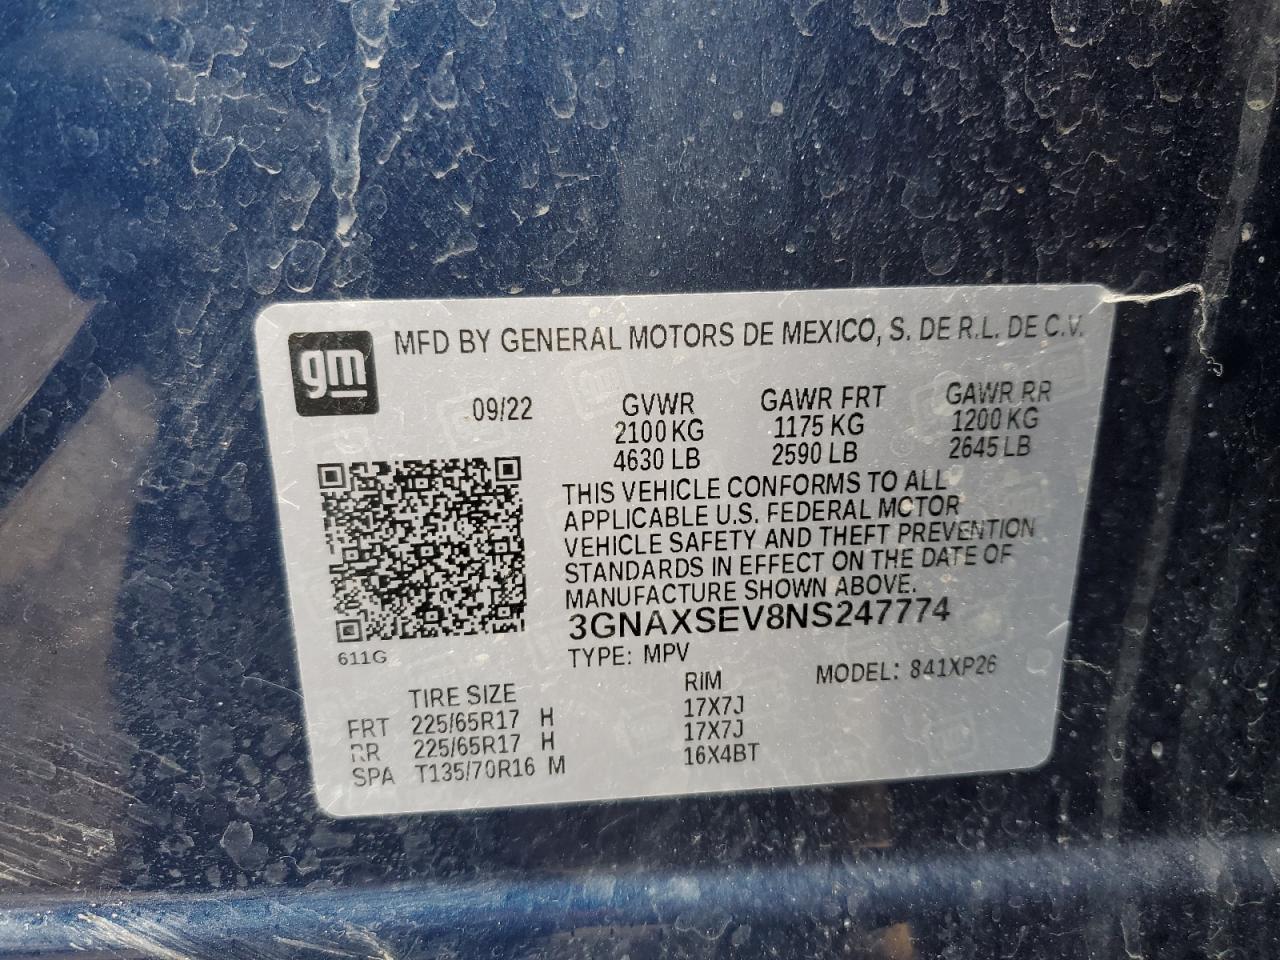 gm
MFD BY GENERAL MOTORS DE MEXICO, S. DE R.L. DE C.V.
09/22 GVWR GAWR FRT GAWR RR
2100 KG 1175 KG 1200 KG
4630 LB 2590 LB 2645 LB
THIS VEHICLE CONFORMS TO ALL
APPLICABLE U.S. FEDERAL MOTOR
VEHICLE SAFETY AND THEFT PREVENTION
STANDARDS IN EFFECT ON THE DATE OF
MANUFACTURE SHOWN ABOVE.
3GNAXSEV8NS247774
611G
TYPE: MPV MODEL: 841XP26
TIRE SIZE RIM
FRT 225/65R17 H 17X7J
RR 225/65R17 H 17X7J
SPA T135/70R16 M 16X4BT